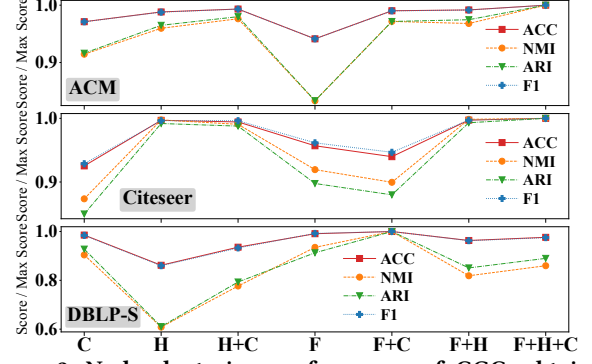 1.0
0.9
ACC
NMI
ARI
F1
ACM
Score / Max Score
1.0
0.9
ACC
NMI
ARI
F1
Citeseer
Score / Max Score
1.0
0.8
0.6
ACC
NMI
ARI
F1
DBLP-S
Score / Max Score
C H H+C F F+C F+H F+H+C